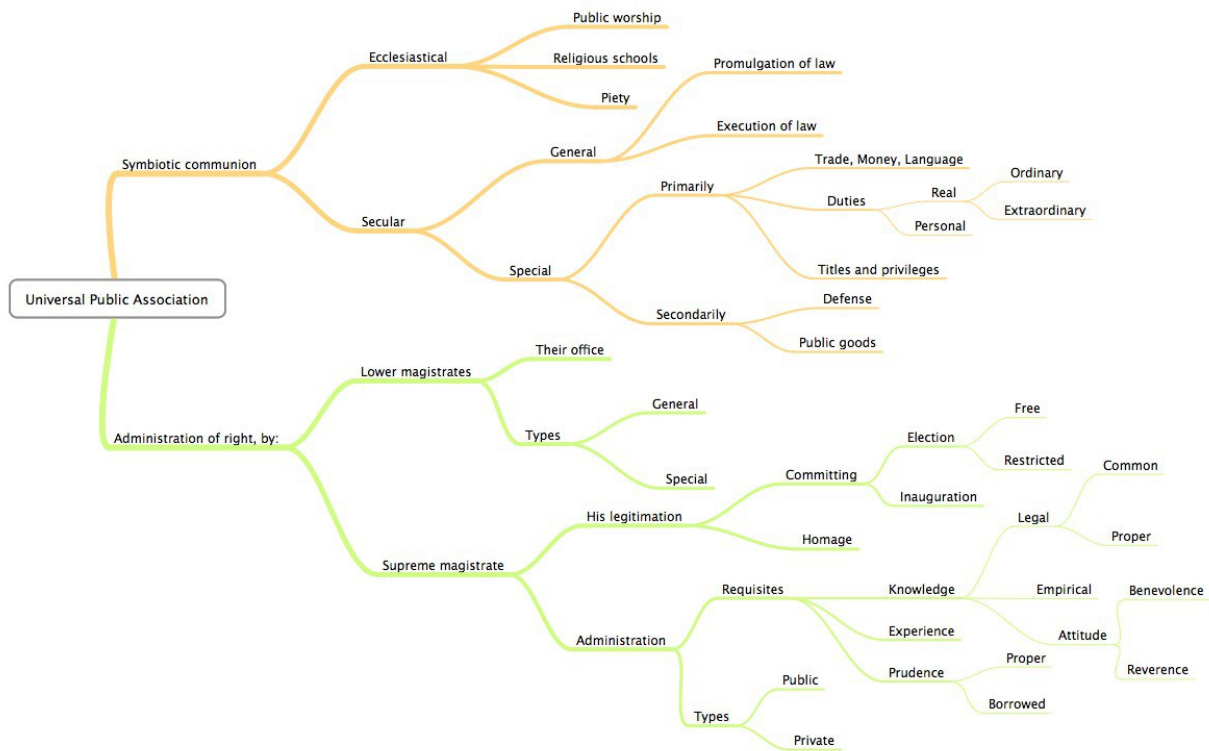 Public worship
Ecclesiastical
Religious schools
Promulgation of law
Piety
Execution of law
General
Symbiotic communion
Trade, Money, Language
Ordinary
Primarily
Real
Duties
Extraordinary
Secular
Personal
Special
Titles and privileges
Universal Public Association
Defense
Secondarily
Public goods
Their office
Lower magistrates
General
Free
Types
Administration of right, by:
Election
Restricted
Common
Special
Committing
Inauguration
His legitimation
Legal
Homage
Proper
Supreme magistrate
Requisites
Knowledge
Empirical
Benevolence
Experience
Attitude
Administration
Proper
Reverence
Prudence
Public
Borrowed
Types
Private